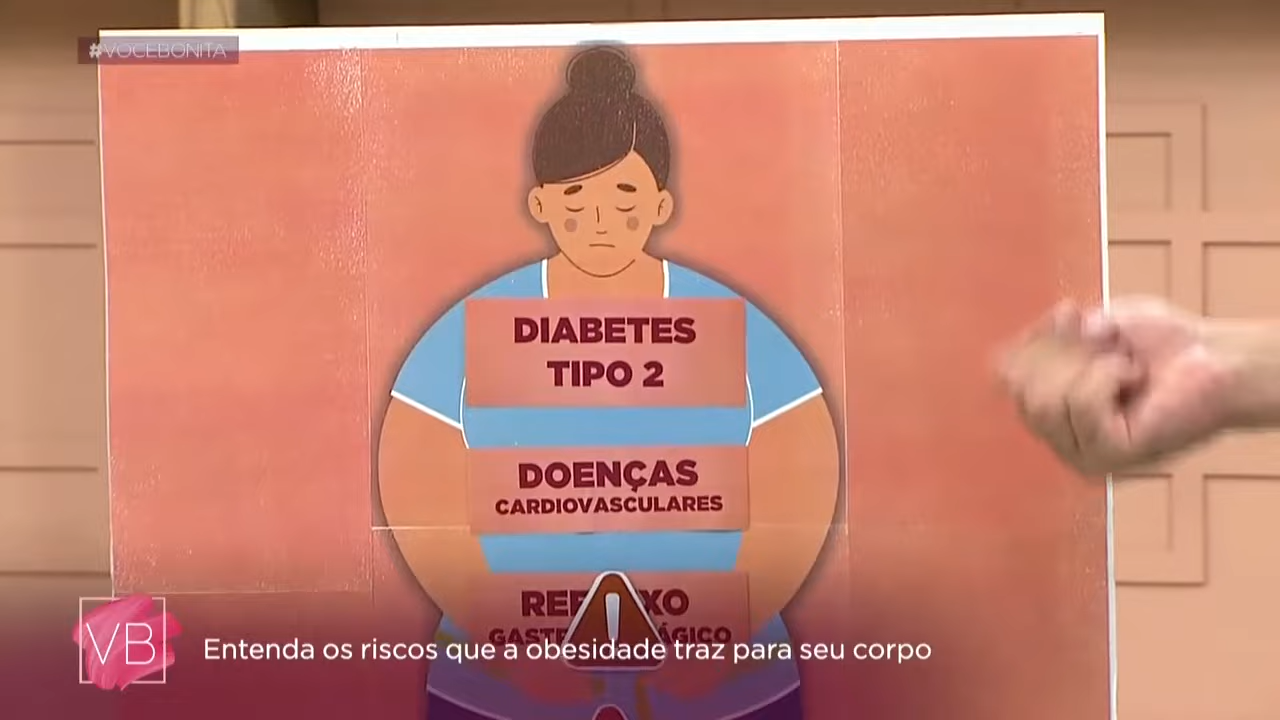 #VOCEBONITA
DIABETES
TIPO 2
DOENÇAS
CARDIOVASCULARES
VB
Entenda os riscos que a obesidade traz para seu corpo